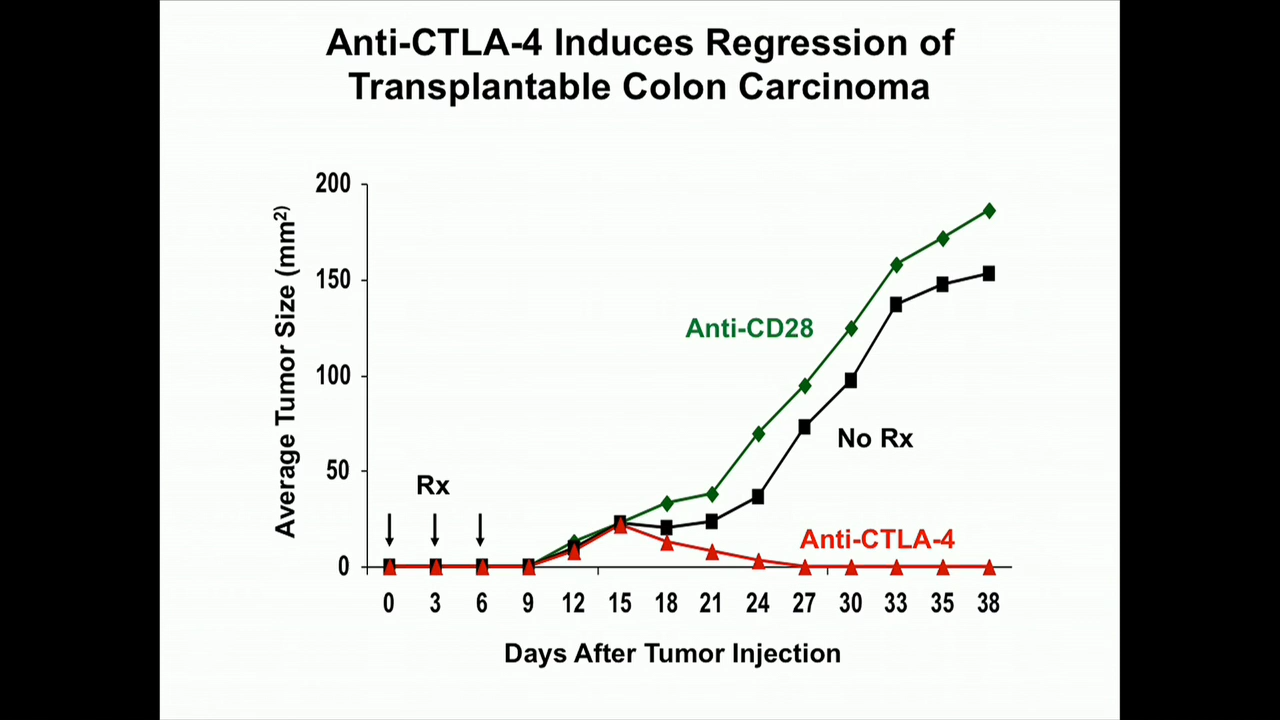 Anti-CTLA-4 Induces Regression of
Transplantable Colon Carcinoma
Average Tumor Size (mm²)
200
150
100
50
0
Rx
Anti-CD28
No Rx
Anti-CTLA-4
0 3 6 9 12 15 18 21 24 27 30 33 35 38
Days After Tumor Injection